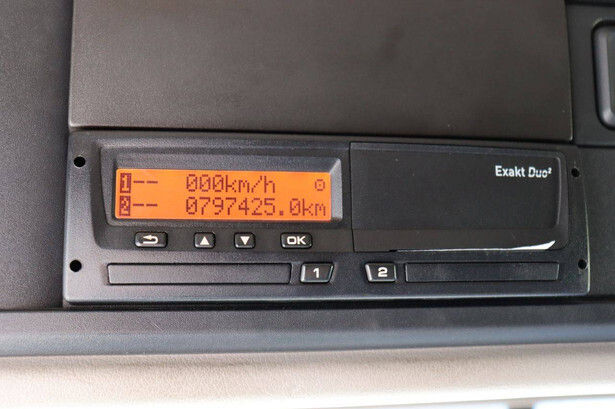 Exakt Duo²
1 -- 000km/h
2 -- 0797425.0km
OK
1
2